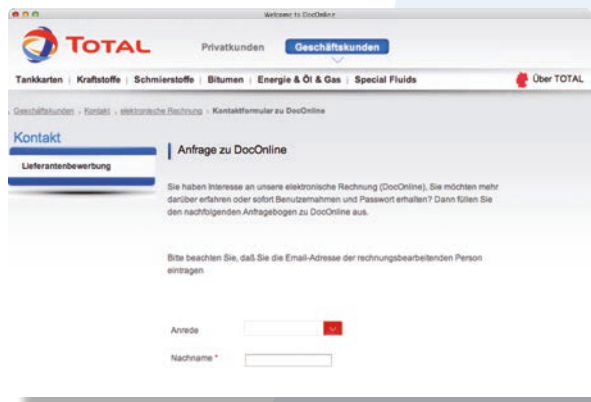 Welcome to DocOnline
TOTAL
Privatkunden Geschäftskunden
Tankkarten Kraftstoffe Schmierstoffe Bitumen Energie & Öl & Gas Special Fluids Über TOTAL
Geschäftskunden › Kontakt › elektronische Rechnung › Kontaktformular zu DocOnline
Kontakt
Lieferantenbewerbung
Anfrage zu DocOnline
Sie haben Interesse an unsere elektronische Rechnung (DocOnline), Sie möchten mehr
darüber erfahren oder sofort Benutzernahmen und Passwort erhalten? Dann füllen Sie
den nachfolgenden Anfragebogen zu DocOnline aus.
Bitte beachten Sie, daß Sie die Email-Adresse der rechnungsbearbeitenden Person
eintragen
Anrede
Nachname *